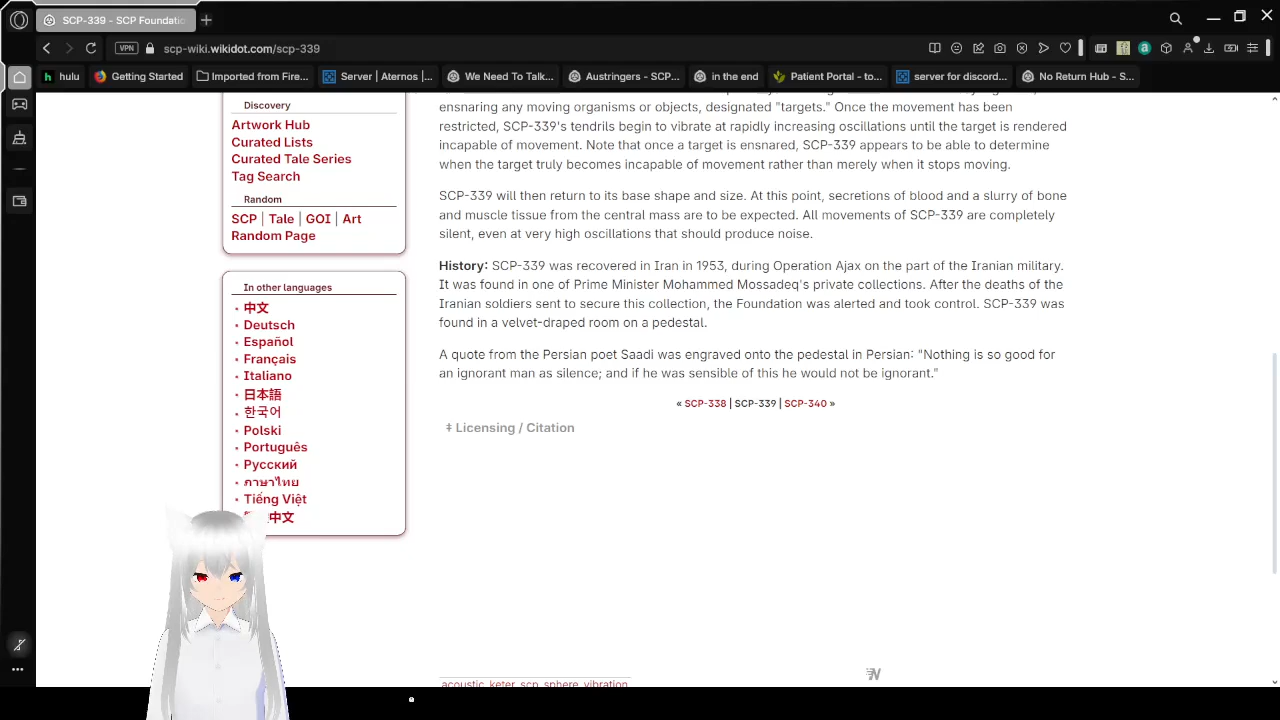 SCP-339 - SCP Foundatio
VPN
scp-wiki.wikidot.com/scp-339
hulu
Getting Started
Imported from Fire...
Server | Aternos |...
We Need To Talk...
Austringers - SCP...
in the end
Patient Portal - to...
server for discord...
No Return Hub - S...
Discovery
Artwork Hub
Curated Lists
Curated Tale Series
Tag Search
Random
SCP | Tale | GOI | Art
Random Page
In other languages
中文
Deutsch
Español
Français
Italiano
日本語
한국어
Polski
Português
Русский
ภาษาไทย
Tiếng Việt
中文
ensnaring any moving organisms or objects, designated "targets." Once the movement has been
restricted, SCP-339's tendrils begin to vibrate at rapidly increasing oscillations until the target is rendered
incapable of movement. Note that once a target is ensnared, SCP-339 appears to be able to determine
when the target truly becomes incapable of movement rather than merely when it stops moving.
SCP-339 will then return to its base shape and size. At this point, secretions of blood and a slurry of bone
and muscle tissue from the central mass are to be expected. All movements of SCP-339 are completely
silent, even at very high oscillations that should produce noise.
History: SCP-339 was recovered in Iran in 1953, during Operation Ajax on the part of the Iranian military.
It was found in one of Prime Minister Mohammed Mossadeq's private collections. After the deaths of the
Iranian soldiers sent to secure this collection, the Foundation was alerted and took control. SCP-339 was
found in a velvet-draped room on a pedestal.
A quote from the Persian poet Saadi was engraved onto the pedestal in Persian: "Nothing is so good for
an ignorant man as silence; and if he was sensible of this he would not be ignorant."
« SCP-338 | SCP-339 | SCP-340 »
‡ Licensing / Citation
acoustic keter scp sphere vibration